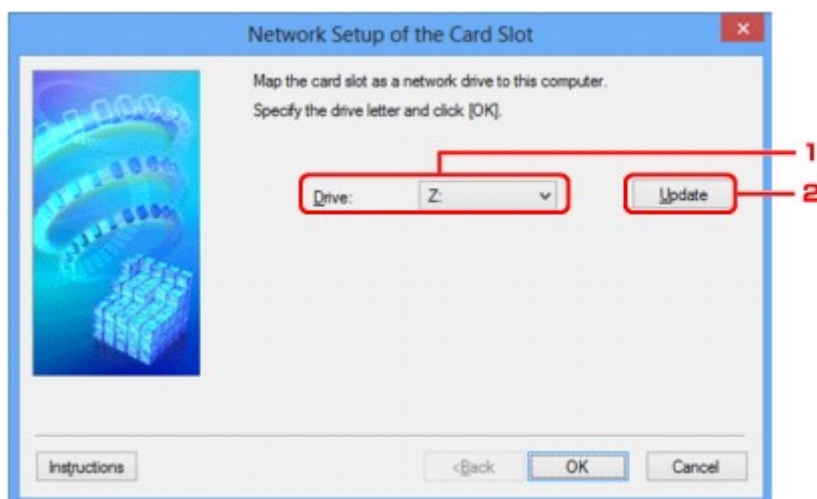 Network Setup of the Card Slot
Map the card slot as a network drive to this computer.
Specify the drive letter and click [OK].
1
Drive: Z: Update
2
Instructions <Back OK Cancel